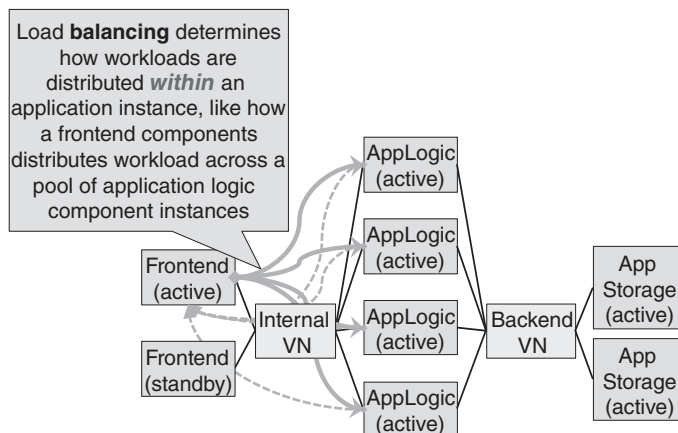 Load balancing determines
how workloads are
distributed within an
application instance, like how
a frontend components
distributes workload across a
pool of application logic
component instances
Frontend
(active)
Frontend
(standby)
Internal
VN
AppLogic
(active)
AppLogic
(active)
AppLogic
(active)
AppLogic
(active)
Backend
VN
App
Storage
(active)
App
Storage
(active)